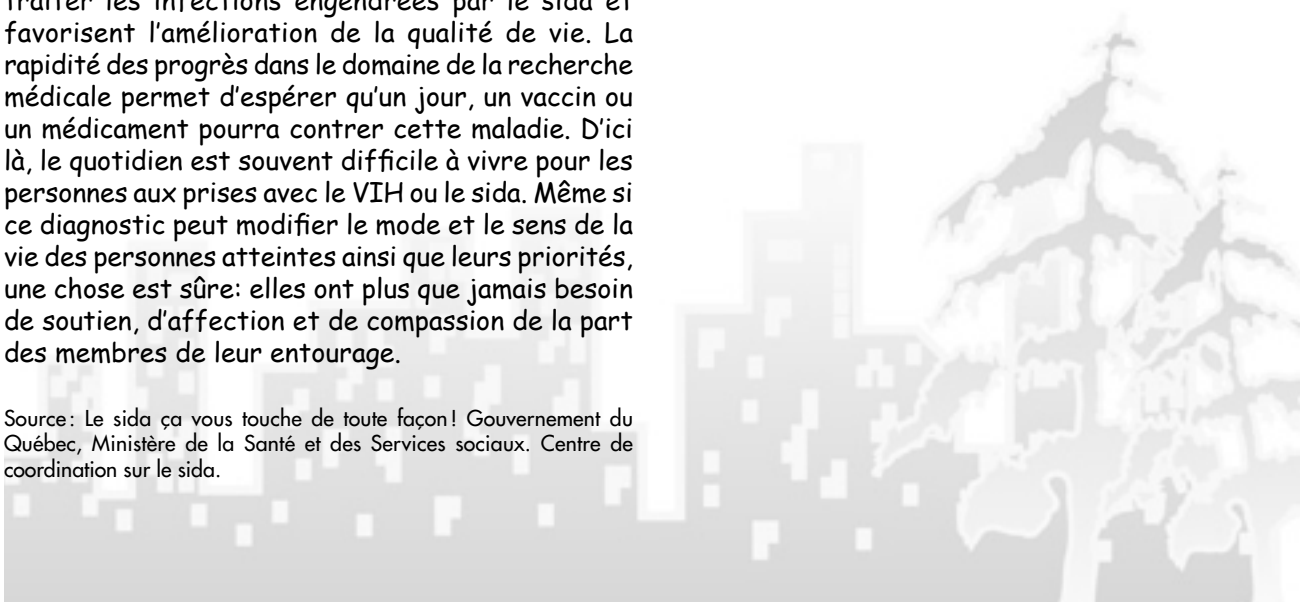 traiter les infections engendrées par le sida et
favorisent l'amélioration de la qualité de vie. La
rapidité des progrès dans le domaine de la recherche
médicale permet d'espérer qu'un jour, un vaccin ou
un médicament pourra contrer cette maladie. D'ici
là, le quotidien est souvent difficile à vivre pour les
personnes aux prises avec le VIH ou le sida. Même si
ce diagnostic peut modifier le mode et le sens de la
vie des personnes atteintes ainsi que leurs priorités,
une chose est sûre: elles ont plus que jamais besoin
de soutien, d'affection et de compassion de la part
des membres de leur entourage.
Source: Le sida ça vous touche de toute façon! Gouvernement du
Québec, Ministère de la Santé et des Services sociaux. Centre de
coordination sur le sida.